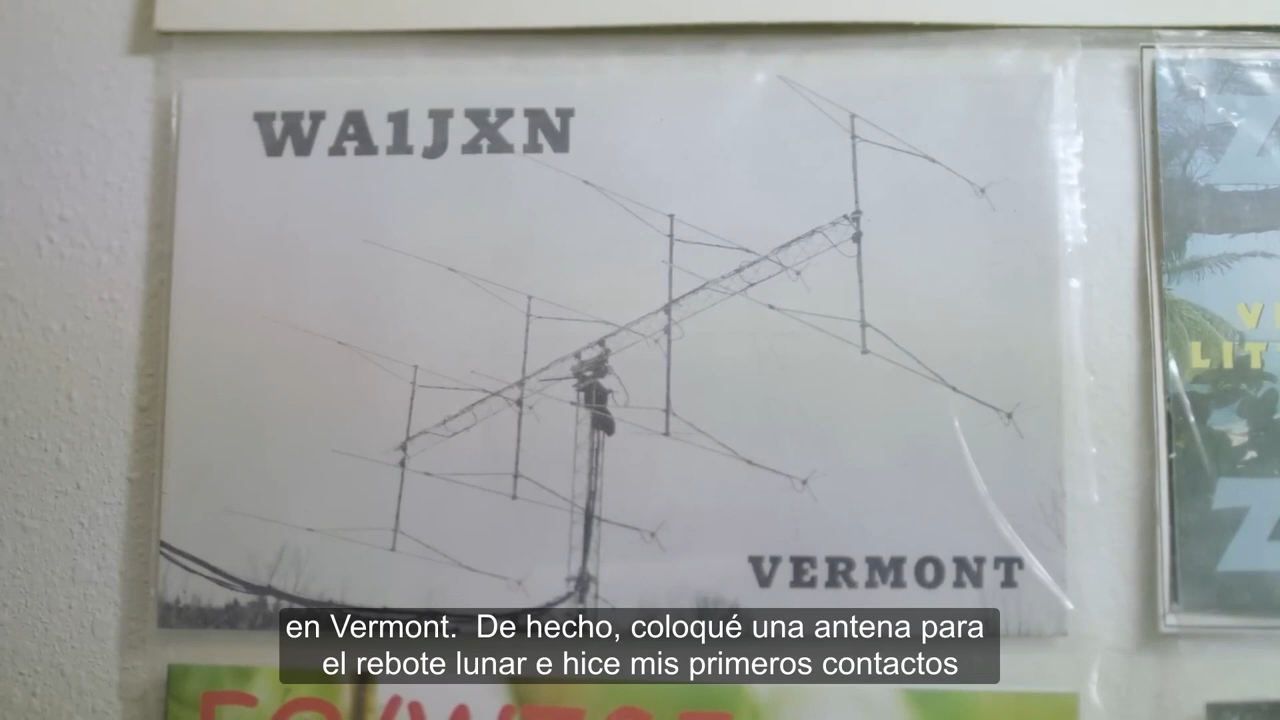 WA1JXN
VERMONT
en Vermont.  De hecho, coloqué una antena para
el rebote lunar e hice mis primeros contactos